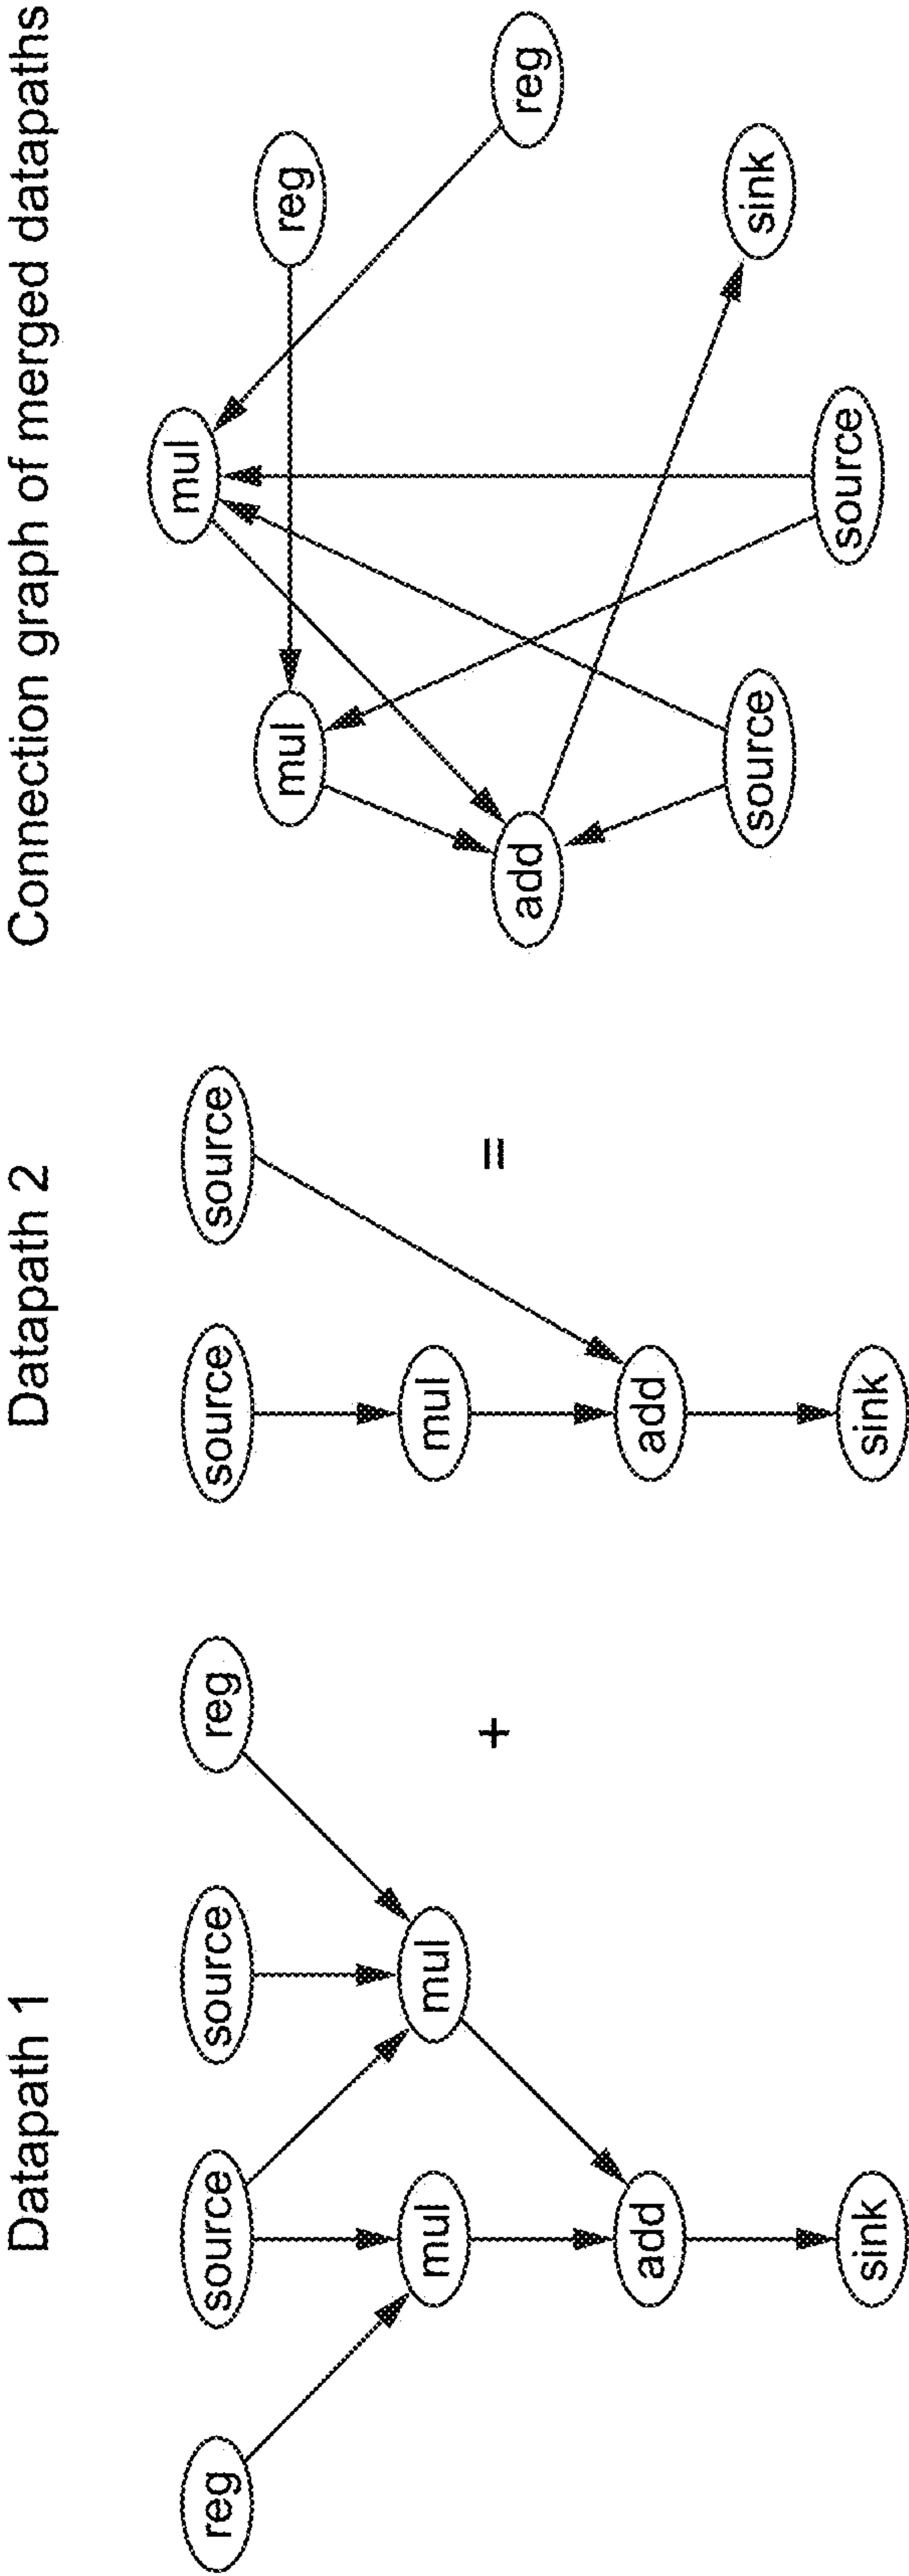 Datapath 1
reg
source
source
reg
mul
mul
add
sink
+
Datapath 2
source
source
mul
add
sink
=
Connection graph of merged datapaths
mul
mul
reg
add
reg
source
sink
source